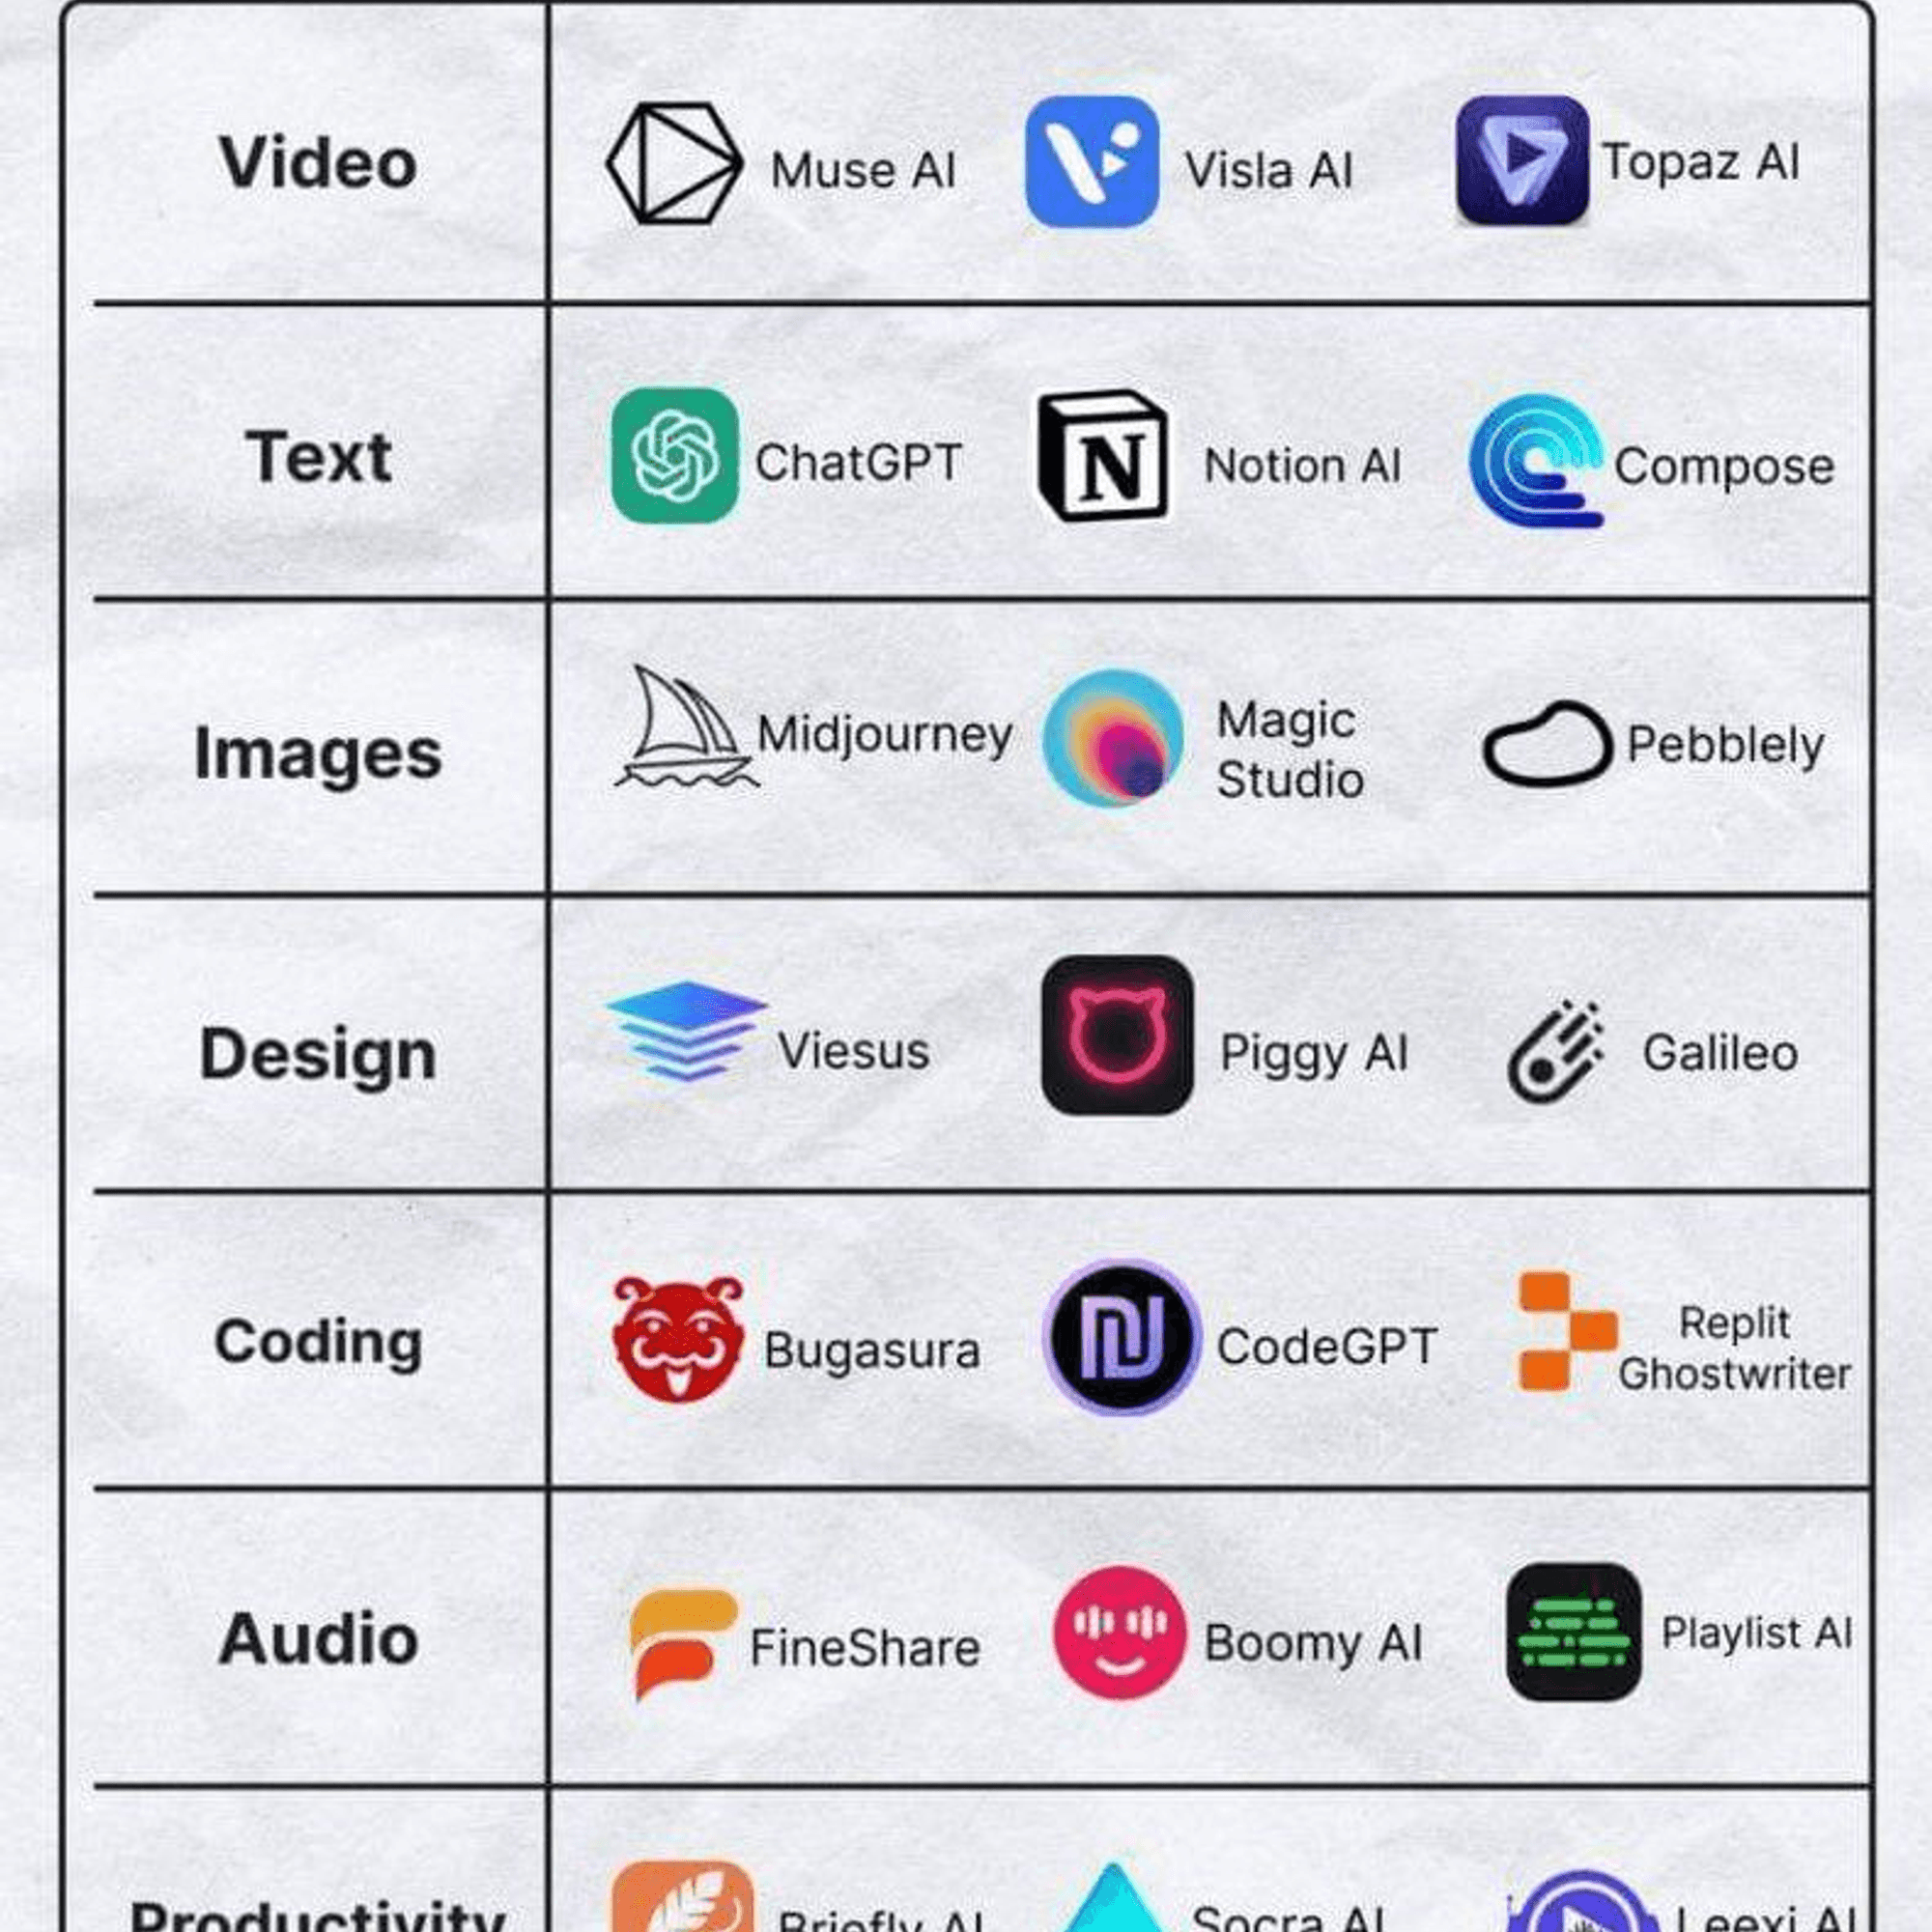 Video
Muse AI
Visla AI
Topaz AI
Text
ChatGPT
N
Notion AI
Compose
Images
Midjourney
Magic
Studio
Pebblely
Design
Viesus
Piggy AI
Galileo
Coding
Bugasura
CodeGPT
Replit
Ghostwriter
Audio
FineShare
Boomy AI
Playlist AI
Productivity
Briefly AI
Socra AI
Leexi AI